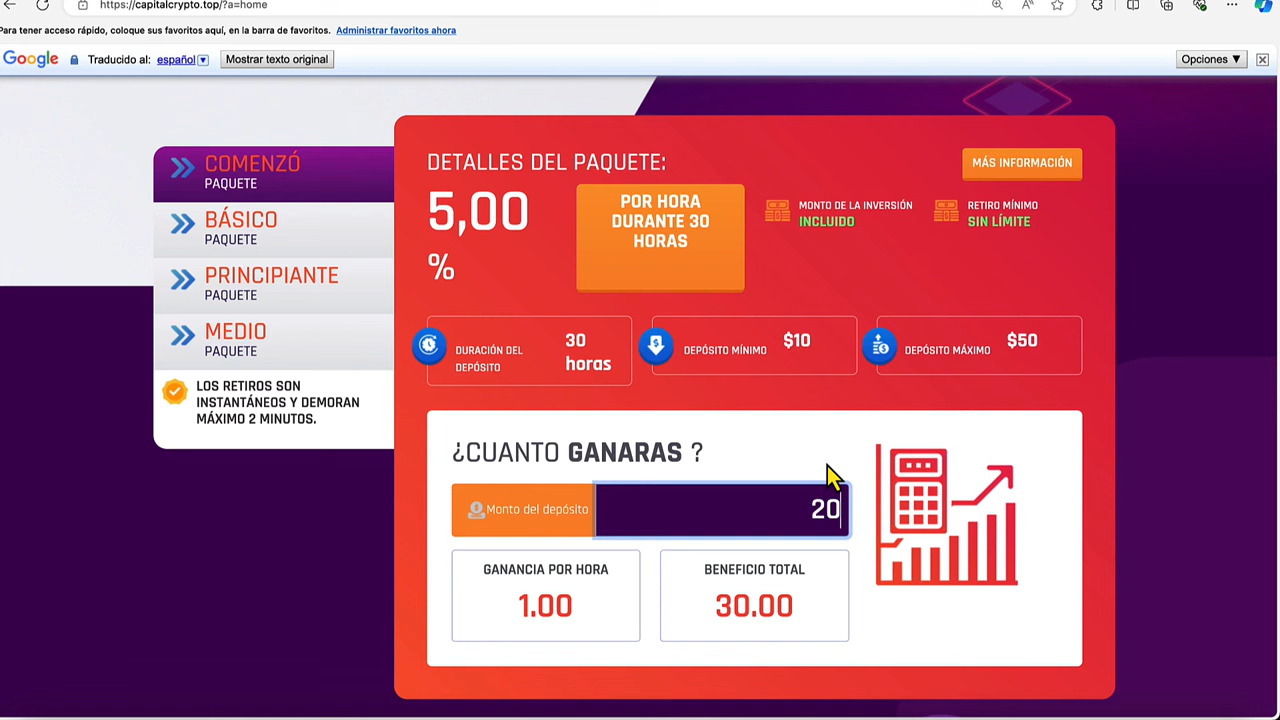 https://capitalcrypto.top/?a=home
Para tener acceso rápido, coloque sus favoritos aquí, en la barra de favoritos. Administrar favoritos ahora
Google Traducido al: español Mostrar texto original Opciones ▼
COMENZÓ
PAQUETE
BÁSICO
PAQUETE
PRINCIPIANTE
PAQUETE
MEDIO
PAQUETE
LOS RETIROS SON
INSTANTÁNEOS Y DEMORAN
MÁXIMO 2 MINUTOS.
DETALLES DEL PAQUETE:
MÁS INFORMACIÓN
5,00
%
POR HORA
DURANTE 30
HORAS
MONTO DE LA INVERSIÓN
INCLUIDO
RETIRO MÍNIMO
SIN LÍMITE
DURACIÓN DEL
DEPÓSITO
30
horas
DEPÓSITO MÍNIMO
$10
DEPÓSITO MÁXIMO
$50
¿CUANTO GANARAS ?
Monto del depósito
20
GANANCIA POR HORA
1.00
BENEFICIO TOTAL
30.00